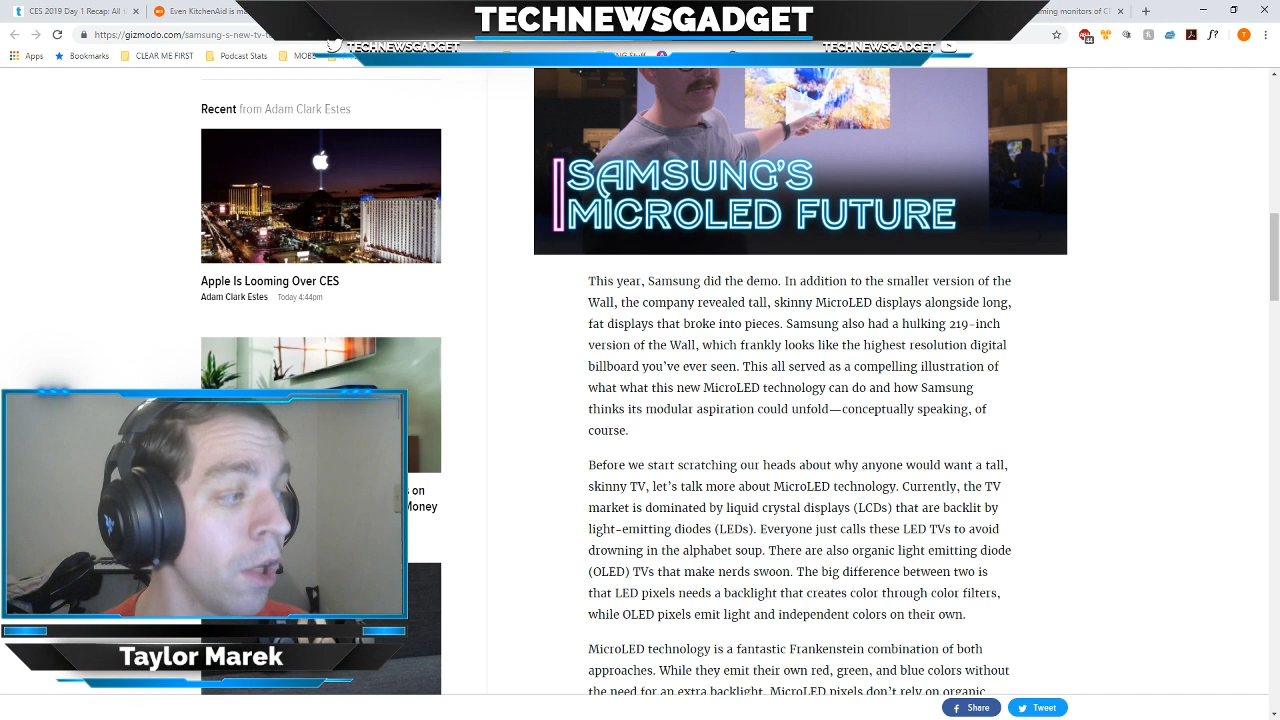 CES 2019 Day 1 Recap: All t
Even KitchenAid is m
TECHNEWSGADGET
TECHNEWSGADGET
TECHNEWSGADGET
https://gizmodo.com/samsung-s-new-tv-t
Apps
Bookmarks
CLEAR ME FIRST
Podcast Stats
Recent from Adam Clark Estes
Apple Is Looming Over CES
Adam Clark Estes Today 4:44pm
s on
Money
Taylor Marek
SAMSUNG'S
MICROLED FUTURE
This year, Samsung did the demo. In addition to the smaller version of the
Wall, the company revealed tall, skinny MicroLED displays alongside long,
fat displays that broke into pieces. Samsung also had a hulking 219-inch
version of the Wall, which frankly looks like the highest resolution digital
billboard you've ever seen. This all served as a compelling illustration of
what what this new MicroLED technology can do and how Samsung
thinks its modular aspiration could unfold—conceptually speaking, of
course.
Before we start scratching our heads about why anyone would want a tall,
skinny TV, let's talk more about MicroLED technology. Currently, the TV
market is dominated by liquid crystal displays (LCDs) that are backlit by
light-emitting diodes (LEDs). Everyone just calls these LED TVs to avoid
drowning in the alphabet soup. There are also organic light emitting diode
(OLED) TVs that make nerds swoon. The big difference between two is
that LED pixels needs a backlight that creates color through color filters,
while OLED pixels emit light and independent colors on their own.
MicroLED technology is a fantastic Frankenstein combination of both
approaches. While they emit their own red, green, and blue colors without
the need for an extra backlight, MicroLED pixels don't rely on organic
Share
Tweet